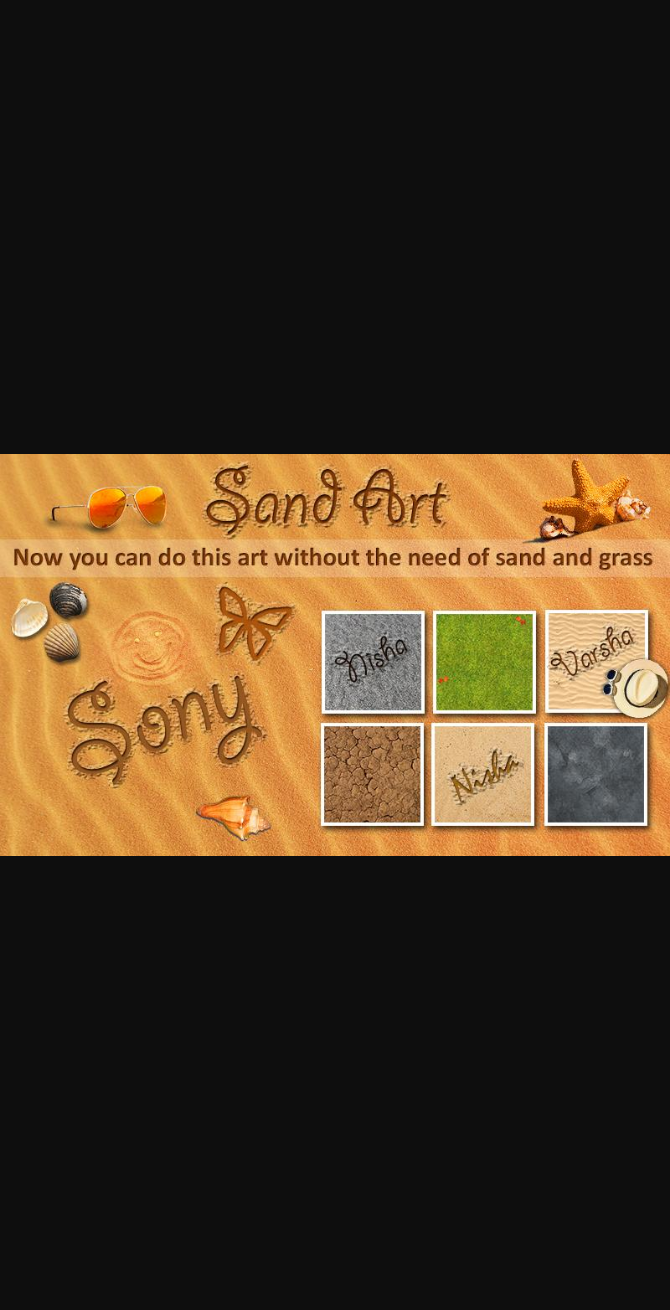 Sand Art
Now you can do this art without the need of sand and grass
Sony
Nisha
Varsha
Nisha